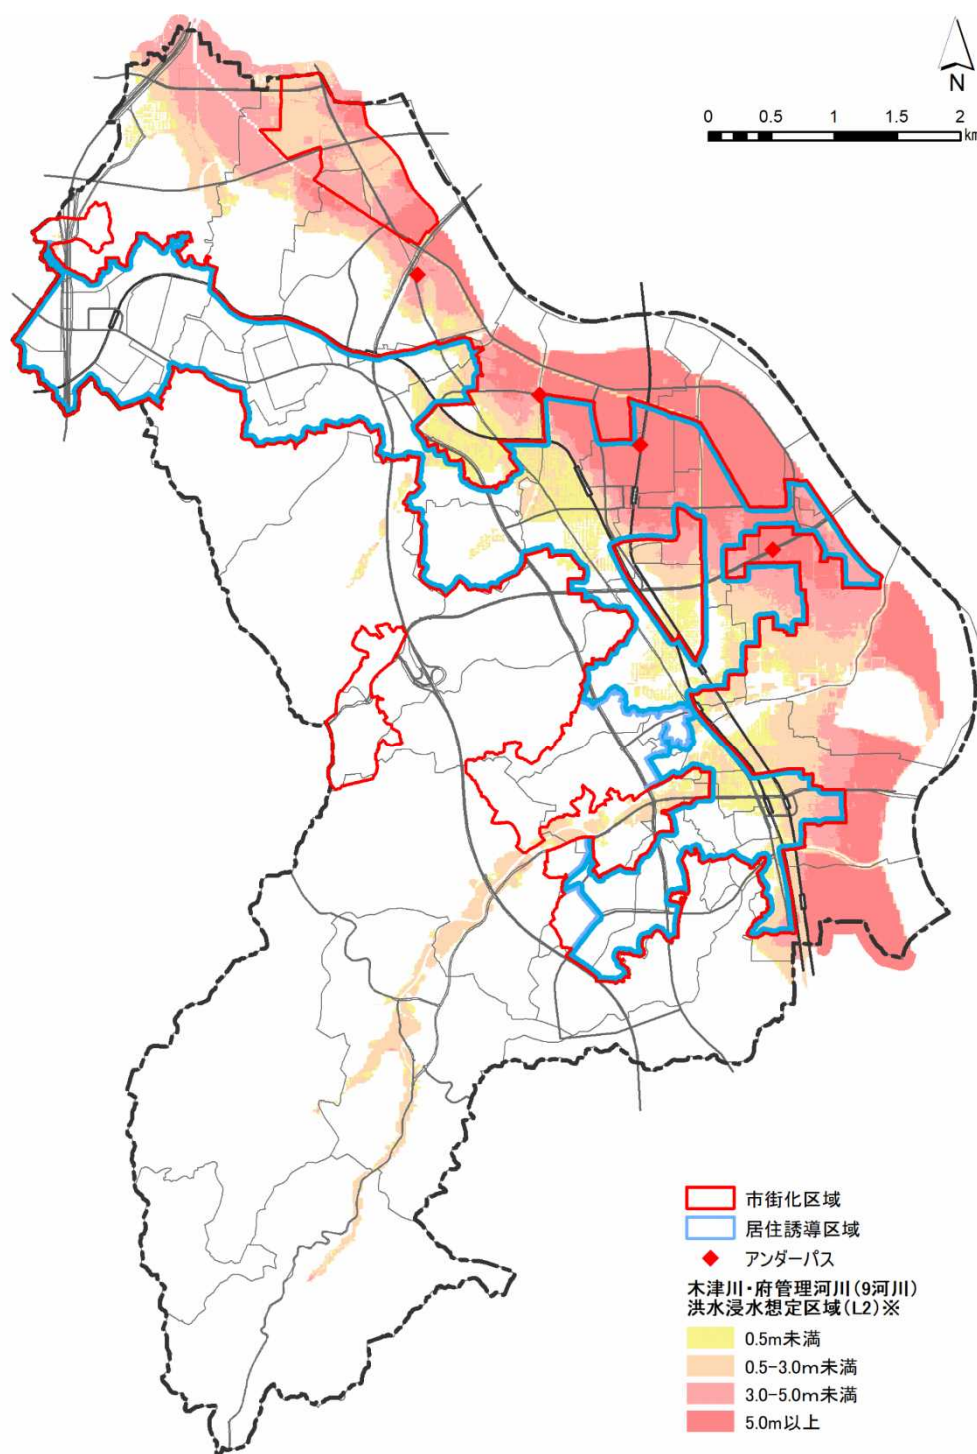 N
0 0.5 1 1.5 2
km
市街化区域
居住誘導区域
アンダーパス
木津川・府管理河川(9河川)
洪水浸水想定区域(L2)※
0.5m未満
0.5-3.0m未満
3.0-5.0m未満
5.0m以上